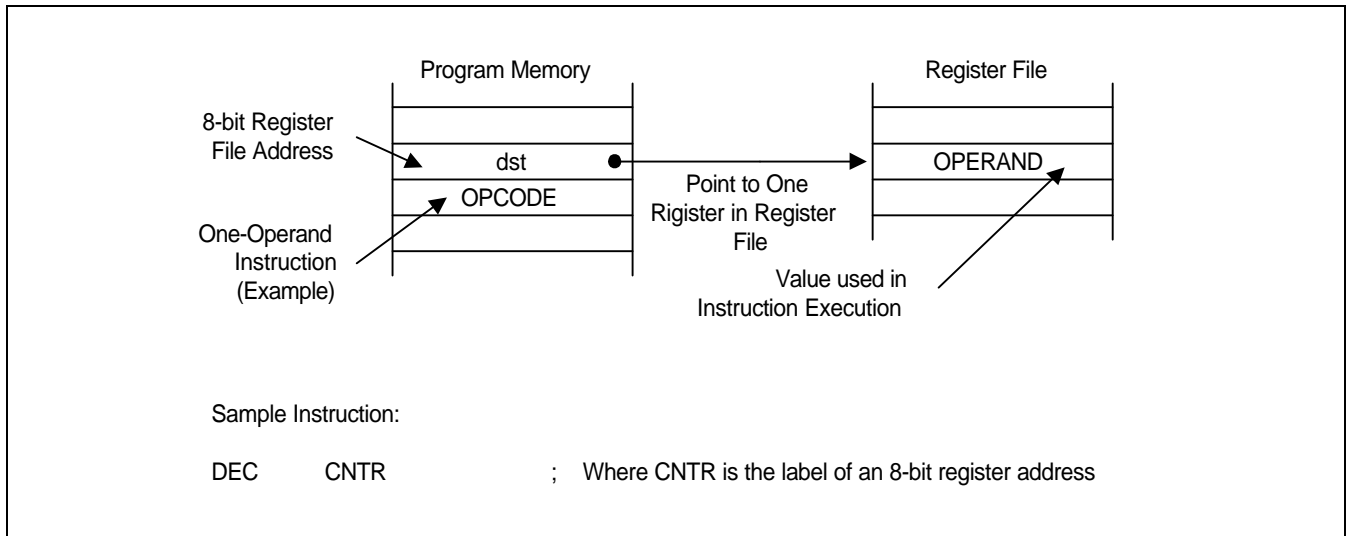 Program Memory
Register File
8-bit Register
File Address
dst
OPERAND
OPCODE
Point to One
Rigister in Register
File
One-Operand
Instruction
(Example)
Value used in
Instruction Execution
Sample Instruction:
DEC CNTR ; Where CNTR is the label of an 8-bit register address